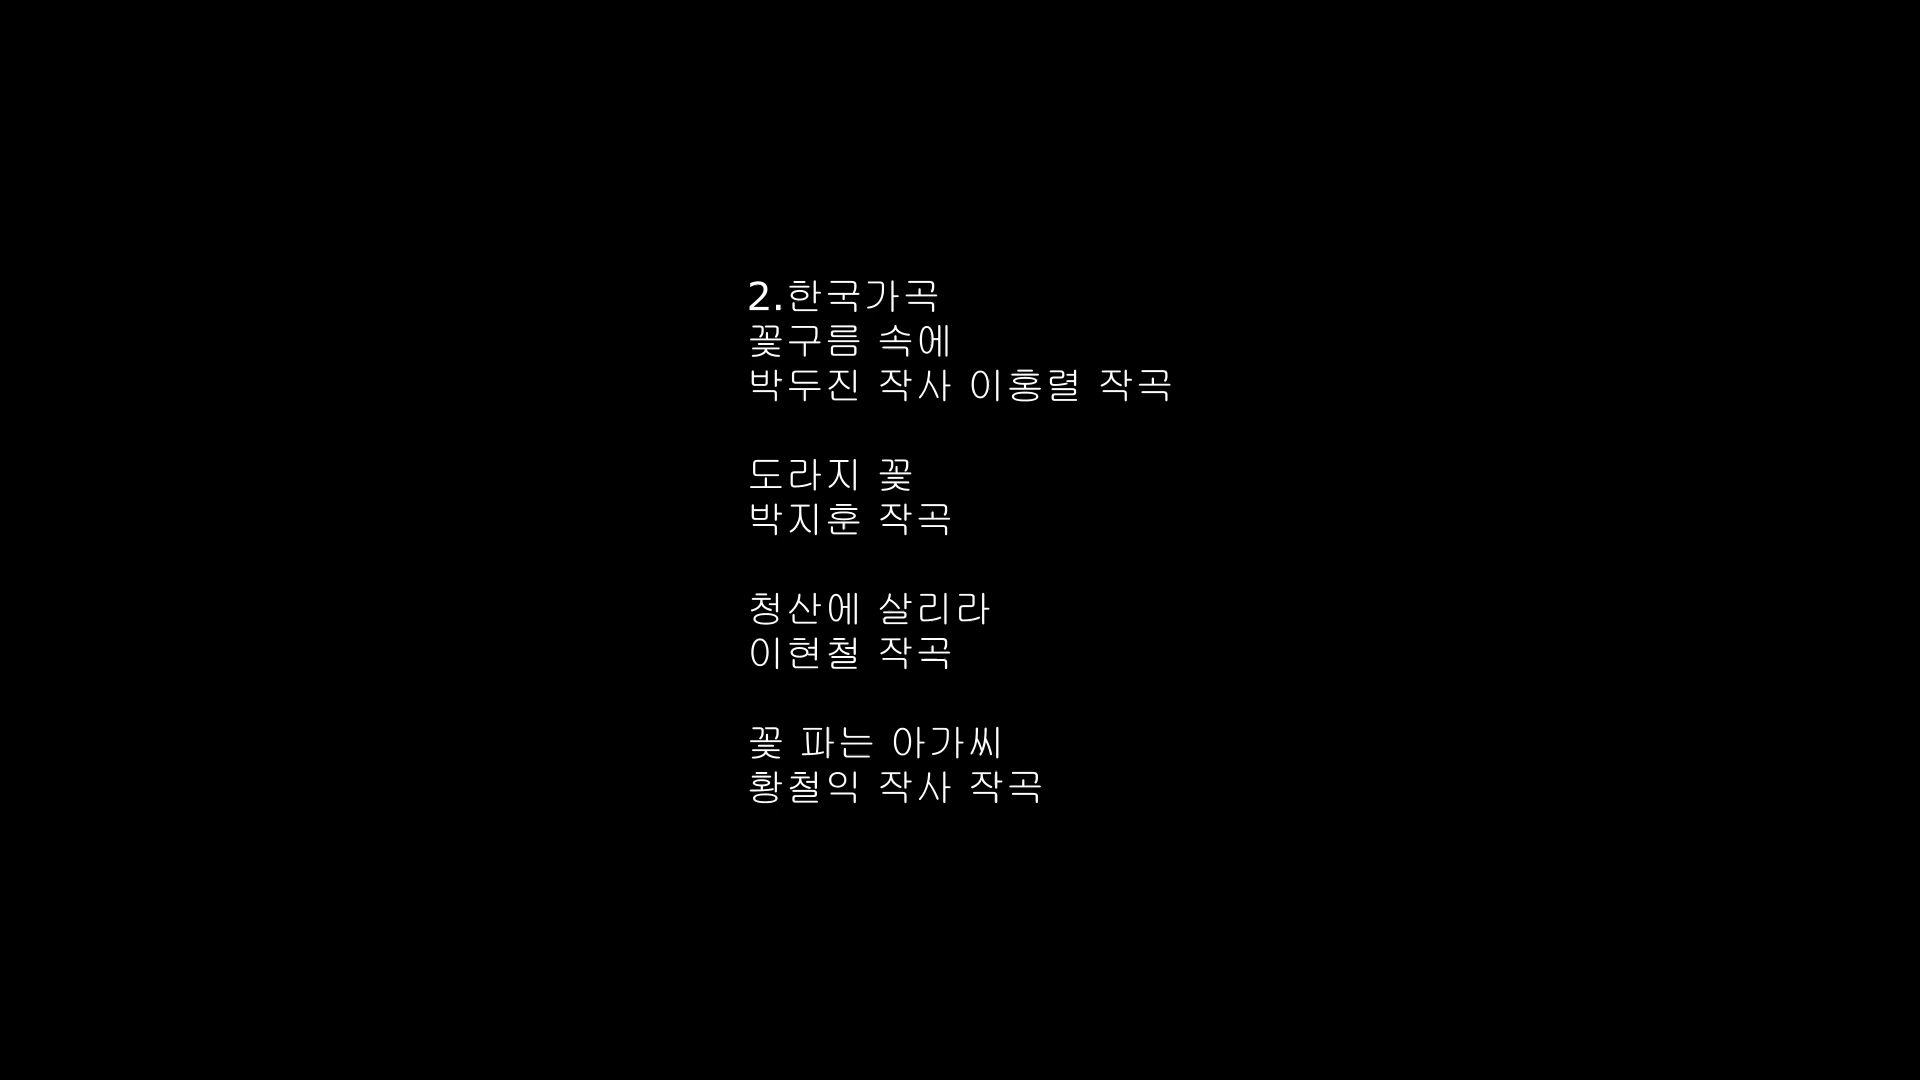 2.한국가곡
꽃구름 속에
박두진 작사 이홍렬 작곡
도라지 꽃
박지훈 작곡
청산에 살리라
이현철 작곡
꽃 파는 아가씨
황철익 작사 작곡